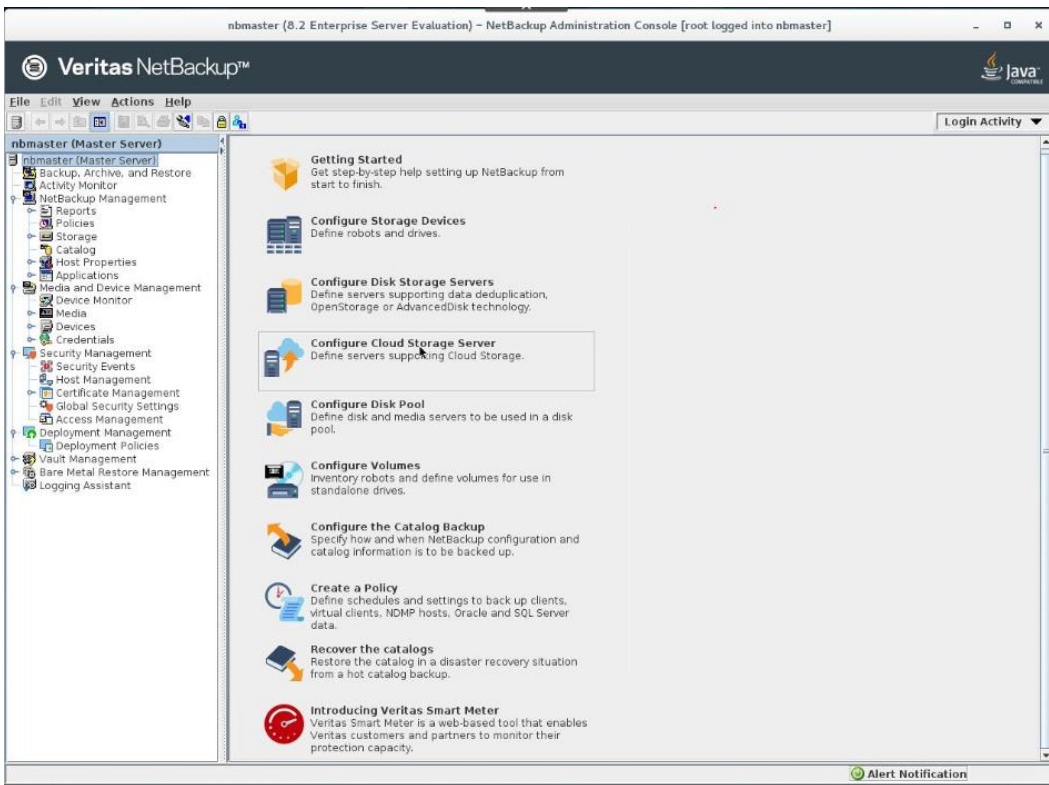 nbmaster (8.2 Enterprise Server Evaluation) – NetBackup Administration Console [root logged into nbmaster]
Veritas NetBackup™
Java
COMPATIBLE
File Edit View Actions Help
Login Activity
nbmaster (Master Server)
nbmaster (Master Server)
Backup, Archive, and Restore
Activity Monitor
NetBackup Management
Reports
Policies
Storage
Catalog
Host Properties
Applications
Media and Device Management
Device Monitor
Media
Devices
Credentials
Security Management
Security Events
Host Management
Certificate Management
Global Security Settings
Access Management
Deployment Management
Deployment Policies
Vault Management
Bare Metal Restore Management
Logging Assistant
Getting Started
Get step-by-step help setting up NetBackup from
start to finish.
Configure Storage Devices
Define robots and drives.
Configure Disk Storage Servers
Define servers supporting data deduplication,
OpenStorage or AdvancedDisk technology.
Configure Cloud Storage Server
Define servers supporting Cloud Storage.
Configure Disk Pool
Define disk and media servers to be used in a disk
pool.
Configure Volumes
Inventory robots and define volumes for use in
standalone drives.
Configure the Catalog Backup
Specify how and when NetBackup configuration and
catalog information is to be backed up.
Create a Policy
Define schedules and settings to back up clients,
virtual clients, NDMP hosts, Oracle and SQL Server
data.
Recover the catalogs
Restore the catalog in a disaster recovery situation
from a hot catalog backup.
Introducing Veritas Smart Meter
Veritas Smart Meter is a web-based tool that enables
Veritas customers and partners to monitor their
protection capacity.
Alert Notification